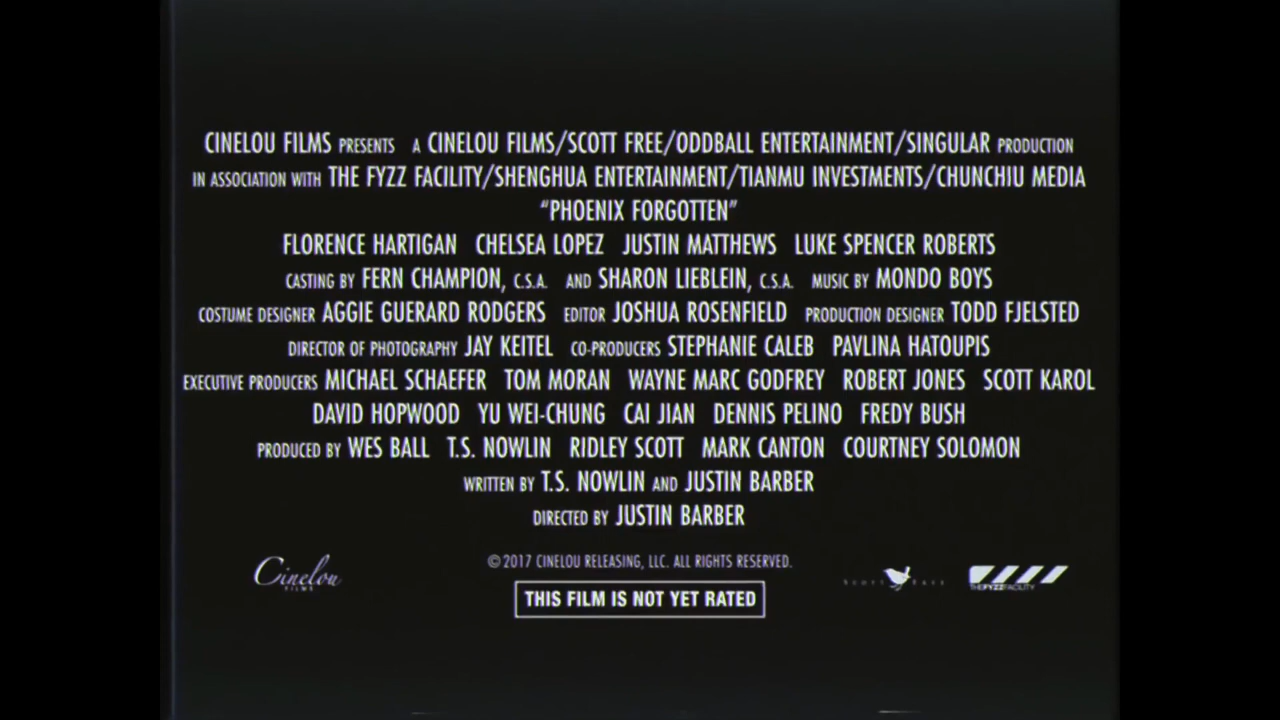 CINELOU FILMS PRESENTS A CINELOU FILMS/SCOTT FREE/ODDBALL ENTERTAINMENT/SINGULAR PRODUCTION
IN ASSOCIATION WITH THE FYZZ FACILITY/SHENGHUA ENTERTAINMENT/TIANMU INVESTMENTS/CHUNCHIU MEDIA
“PHOENIX FORGOTTEN”
FLORENCE HARTIGAN CHELSEA LOPEZ JUSTIN MATTHEWS LUKE SPENCER ROBERTS
CASTING BY FERN CHAMPION, C.S.A. AND SHARON LIEBLEIN, C.S.A. MUSIC BY MONDO BOYS
COSTUME DESIGNER AGGIE GUERARD RODGERS EDITOR JOSHUA ROSENFIELD PRODUCTION DESIGNER TODD FJELSTED
DIRECTOR OF PHOTOGRAPHY JAY KEITEL CO-PRODUCERS STEPHANIE CALEB PAVLINA HATOUPIS
EXECUTIVE PRODUCERS MICHAEL SCHAEFER TOM MORAN WAYNE MARC GODFREY ROBERT JONES SCOTT KAROL
DAVID HOPWOOD YU WEI-CHUNG CAI JIAN DENNIS PELINO FREDY BUSH
PRODUCED BY WES BALL T.S. NOWLIN RIDLEY SCOTT MARK CANTON COURTNEY SOLOMON
WRITTEN BY T.S. NOWLIN AND JUSTIN BARBER
DIRECTED BY JUSTIN BARBER
©2017 CINELOU RELEASING, LLC. ALL RIGHTS RESERVED.
Cinelou
FILMS
THIS FILM IS NOT YET RATED
SCOTT FREE
THEFYZZFACILITY